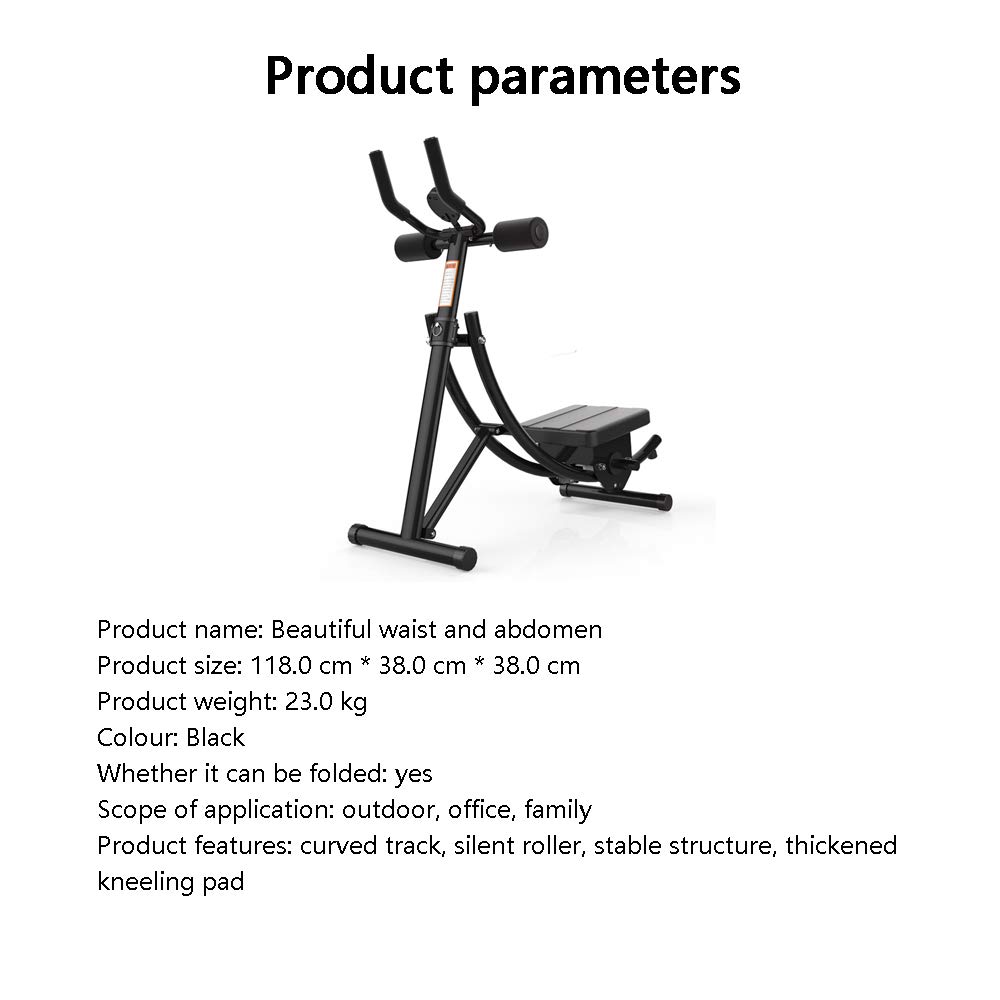 Product parameters
Product name: Beautiful waist and abdomen
Product size: 118.0 cm * 38.0 cm * 38.0 cm
Product weight: 23.0 kg
Colour: Black
Whether it can be folded: yes
Scope of application: outdoor, office, family
Product features: curved track, silent roller, stable structure, thickened
kneeling pad